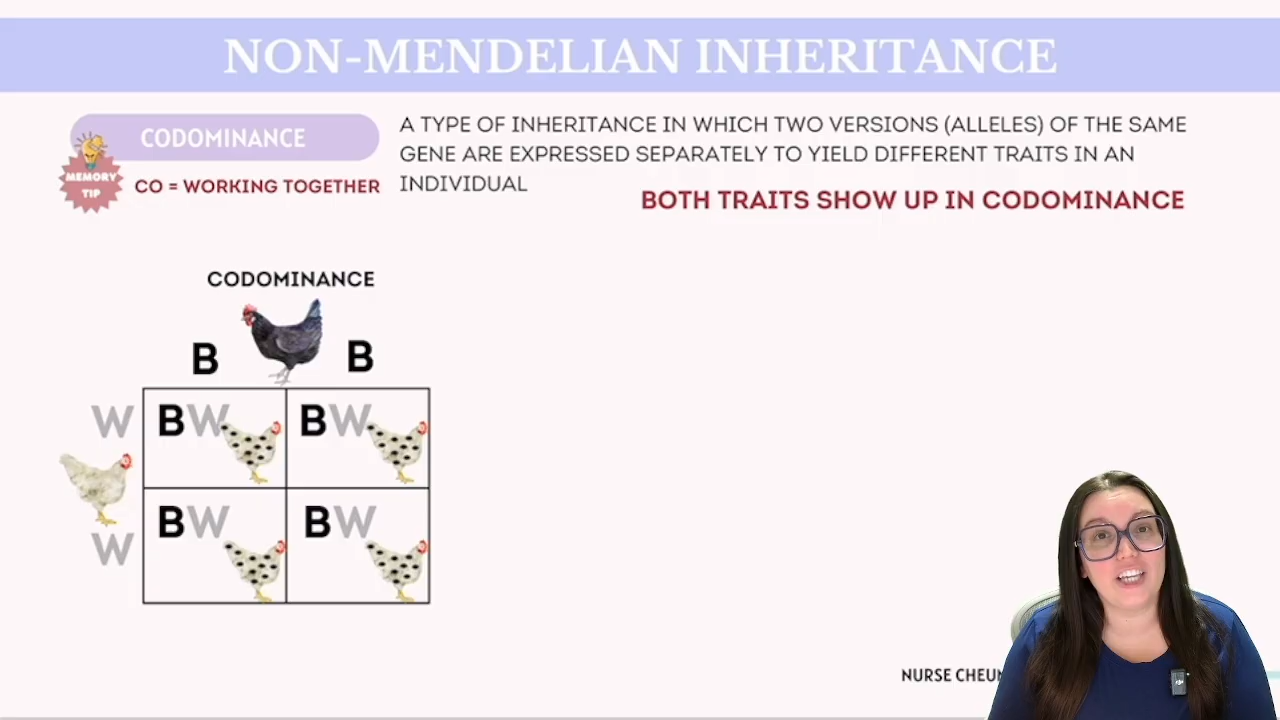 NON-MENDELIAN INHERITANCE
CODOMINANCE
MEMORY
TIP
CO = WORKING TOGETHER
A TYPE OF INHERITANCE IN WHICH TWO VERSIONS (ALLELES) OF THE SAME
GENE ARE EXPRESSED SEPARATELY TO YIELD DIFFERENT TRAITS IN AN
INDIVIDUAL
BOTH TRAITS SHOW UP IN CODOMINANCE
CODOMINANCE
B B
W BW BW
W BW BW
NURSE